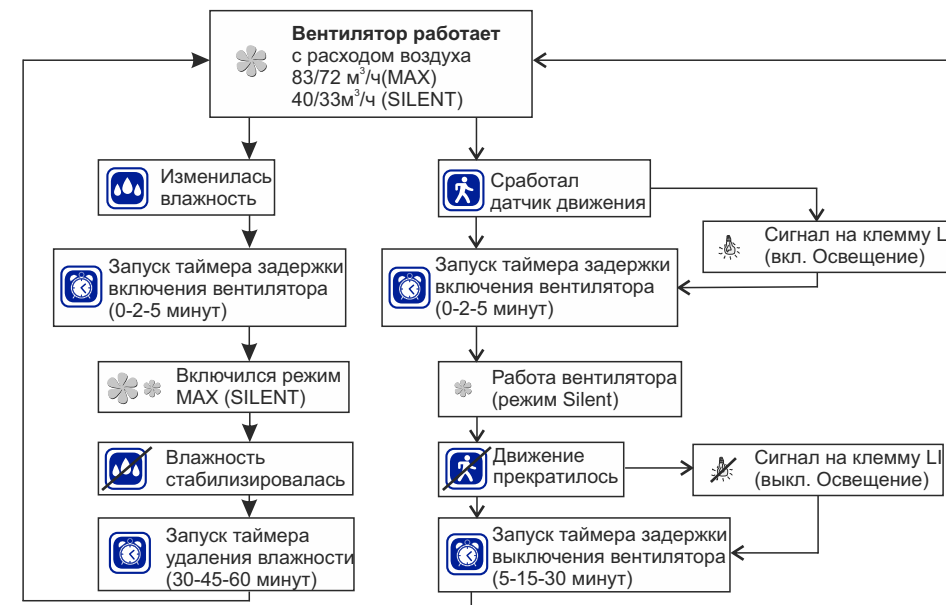 Вентилятор работает
с расходом воздуха
83/72 м³/ч(MAX)
40/33м³/ч (SILENT)
Изменилась
влажность
Запуск таймера задержки
включения вентилятора
(0-2-5 минут)
Включился режим
MAX (SILENT)
Влажность
стабилизировалась
Запуск таймера
удаления влажности
(30-45-60 минут)
Сработал
датчик движения
Сигнал на клемму L
(вкл. Освещение)
Запуск таймера задержки
включения вентилятора
(0-2-5 минут)
Работа вентилятора
(режим Silent)
Движение
прекратилось
Сигнал на клемму LI
(выкл. Освещение)
Запуск таймера задержки
выключения вентилятора
(5-15-30 минут)